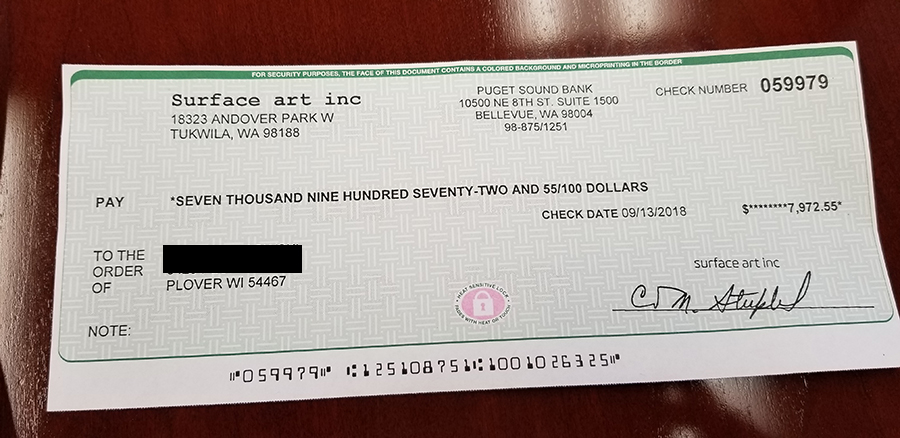 FOR SECURITY PURPOSES, THE FACE OF THIS DOCUMENT CONTAINS A COLORED BACKGROUND AND MICROPRINTING IN THE BORDER
Surface art inc
18323 ANDOVER PARK W
TUKWILA, WA 98188
PUGET SOUND BANK
10500 NE 8TH ST. SUITE 1500
BELLEVUE, WA 98004
98-875/1251
CHECK NUMBER 059979
PAY *SEVEN THOUSAND NINE HUNDRED SEVENTY-TWO AND 55/100 DOLLARS
CHECK DATE 09/13/2018 $********7,972.55*
TO THE
ORDER
OF
PLOVER WI 54467
surface art inc
HEAT SENSITIVE LOCK
FADES WITH HEAT OR TOUCH
NOTE:
⑈059979⑈ ⑆125108751⑆1001026325⑈